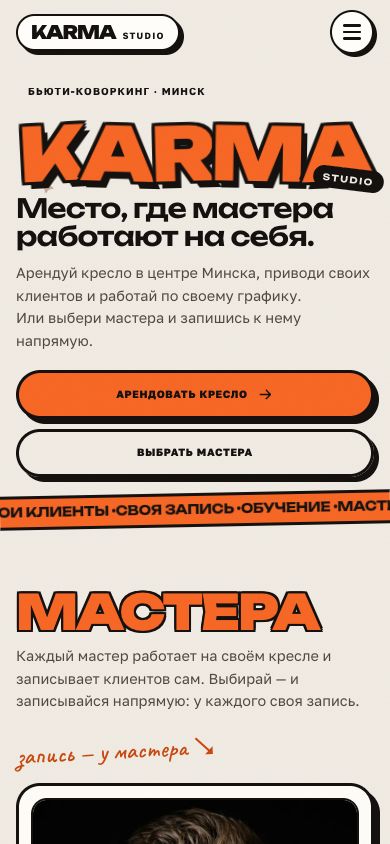 KARMA STUDIO
БЬЮТИ-КОВОРКИНГ · МИНСК
KARMA
STUDIO
Место, где мастера
работают на себя.
Арендуй кресло в центре Минска, приводи своих
клиентов и работай по своему графику.
Или выбери мастера и запишись к нему
напрямую.
АРЕНДОВАТЬ КРЕСЛО →
ВЫБРАТЬ МАСТЕРА
ОИ КЛИЕНТЫ •СВОЯ ЗАПИСЬ •ОБУЧЕНИЕ •МАСТ
МАСТЕРА
Каждый мастер работает на своём кресле и
записывает клиентов сам. Выбирай — и
записывайся напрямую: у каждого своя запись.
запись — у мастера ↘